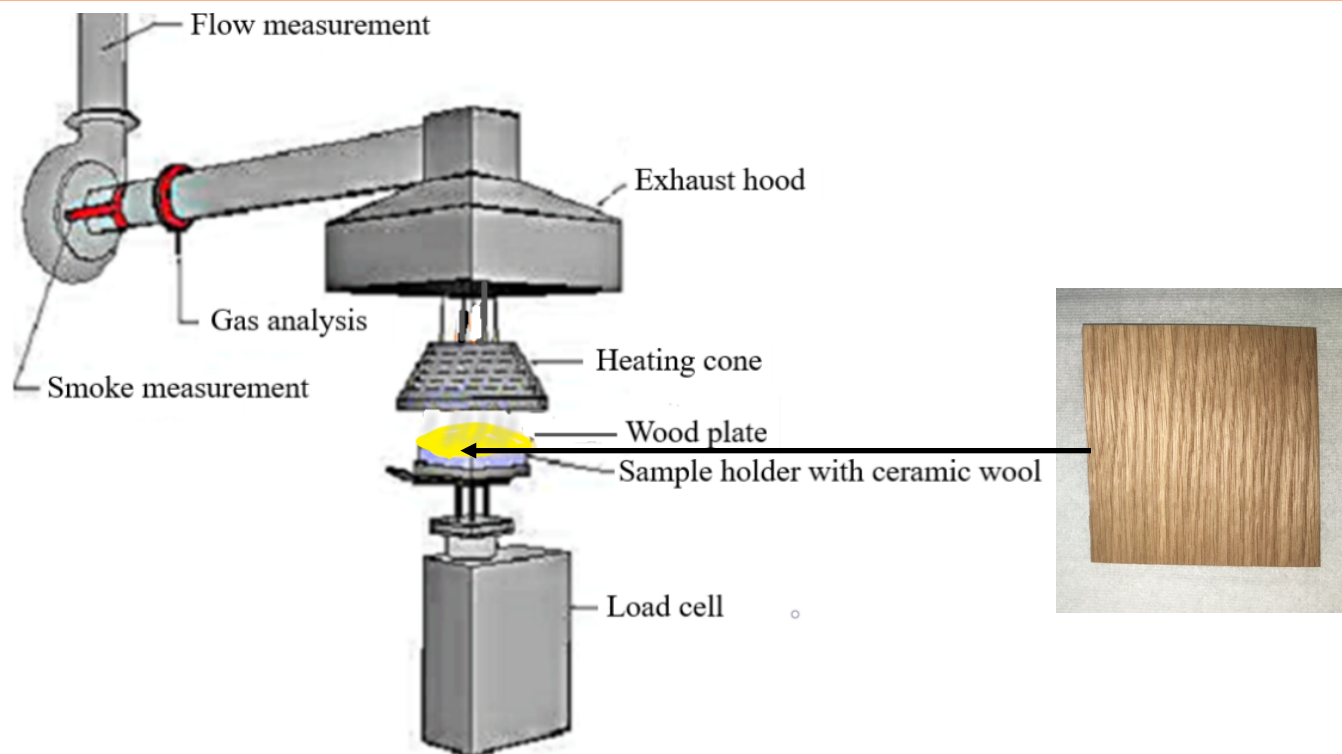 Flow measurement
Exhaust hood
Gas analysis
Heating cone
Smoke measurement
Wood plate
Sample holder with ceramic wool
Load cell